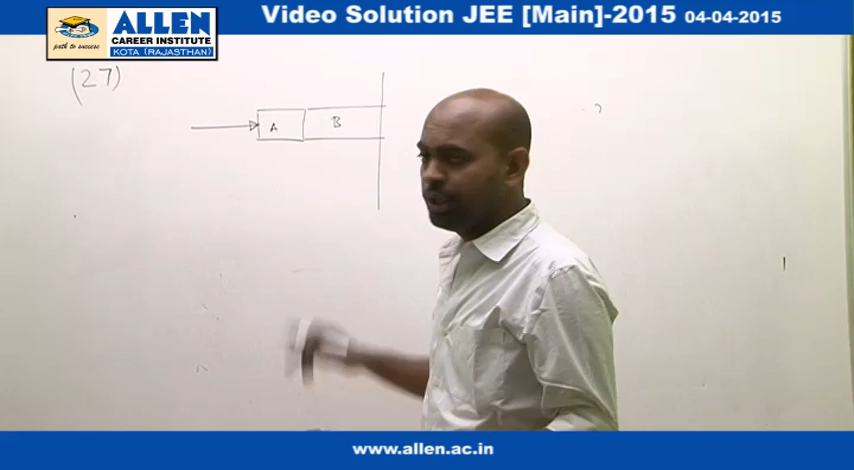 Video Solution JEE [Main]-2015 04-04-2015
path to success
ALLEN
CAREER INSTITUTE
KOTA (RAJASTHAN)
(27)
A B
www.allen.ac.in